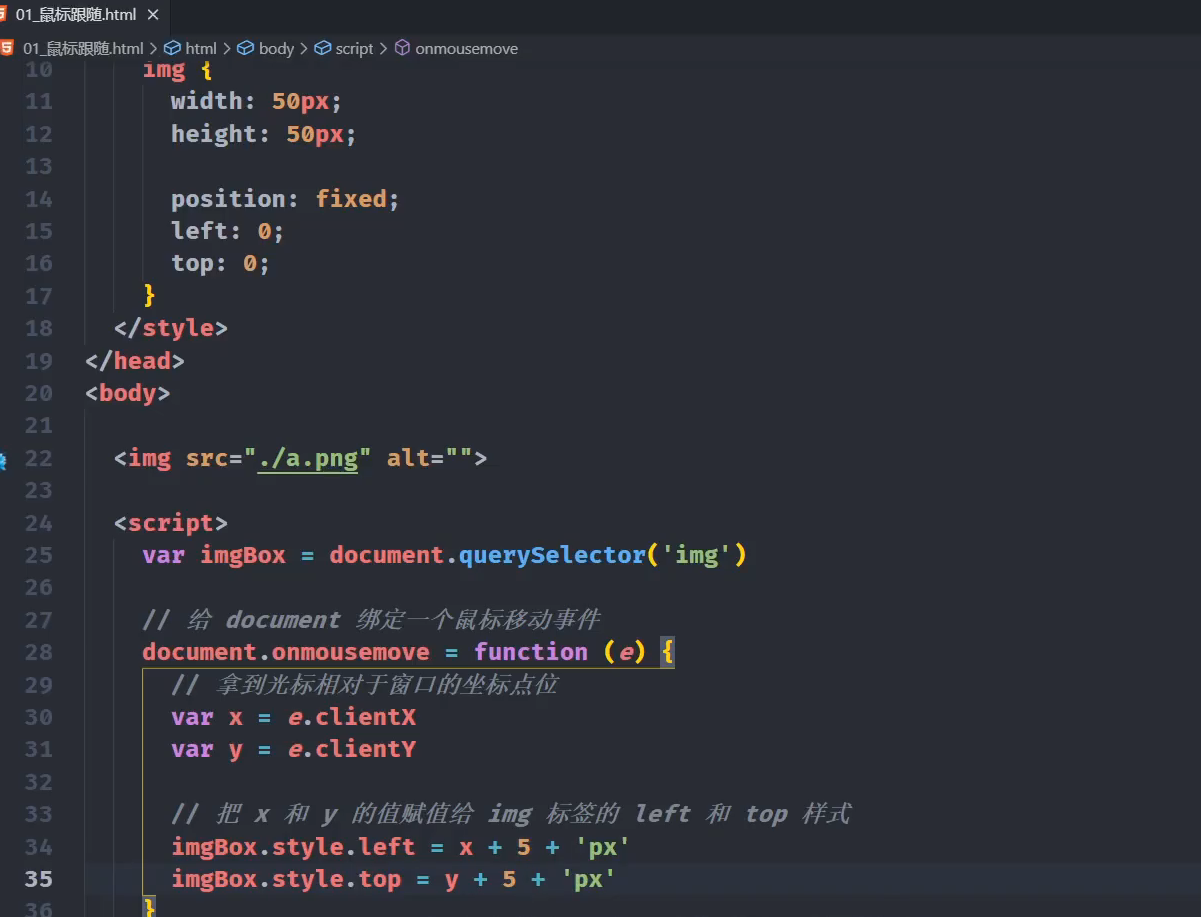 01_鼠标跟随.html ×
01_鼠标跟随.html > html > body > script > onmousemove
10 img {
11 width: 50px;
12 height: 50px;
13
14 position: fixed;
15 left: 0;
16 top: 0;
17 }
18 </style>
19 </head>
20 <body>
21
22 <img src="./a.png" alt="">
23
24 <script>
25 var imgBox = document.querySelector('img')
26
27 // 给 document 绑定一个鼠标移动事件
28 document.onmousemove = function (e) {
29 // 拿到光标相对于窗口的坐标点位
30 var x = e.clientX
31 var y = e.clientY
32
33 // 把 x 和 y 的值赋值给 img 标签的 left 和 top 样式
34 imgBox.style.left = x + 5 + 'px'
35 imgBox.style.top = y + 5 + 'px'
36 }